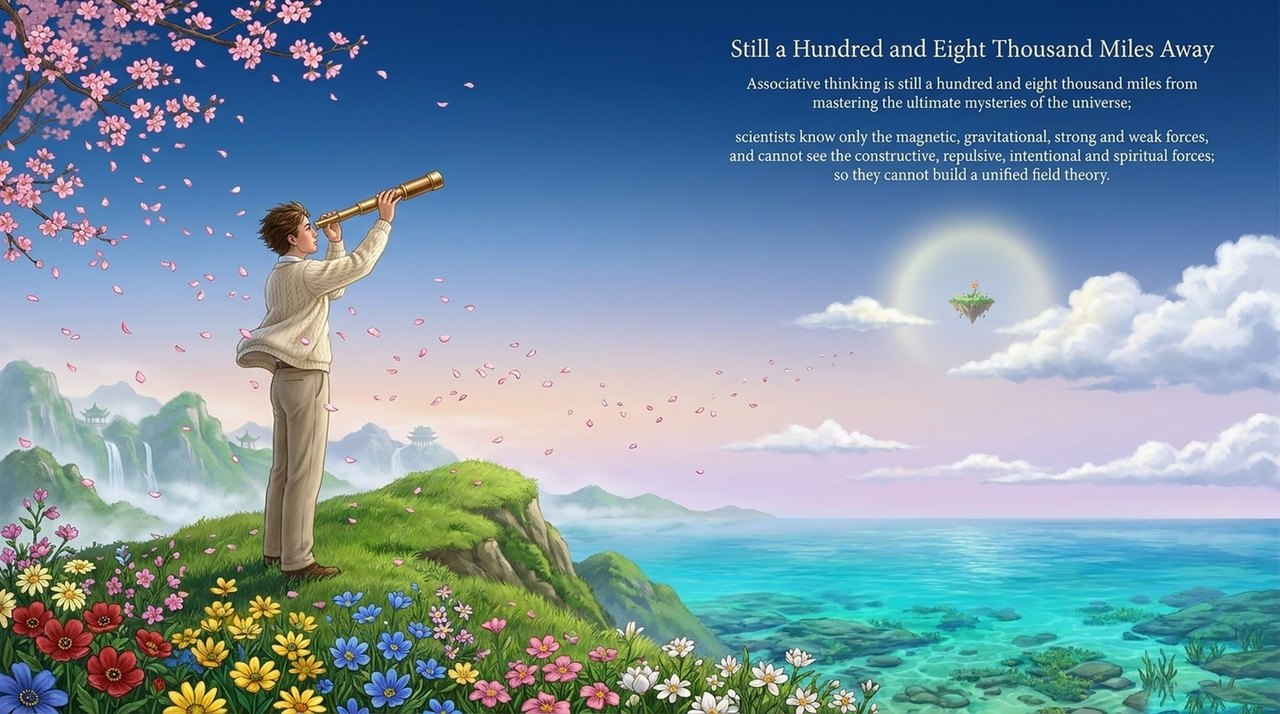 Still a Hundred and Eight Thousand Miles Away
Associative thinking is still a hundred and eight thousand miles from
mastering the ultimate mysteries of the universe;
scientists know only the magnetic, gravitational, strong and weak forces,
and cannot see the constructive, repulsive, intentional and spiritual forces;
so they cannot build a unified field theory.